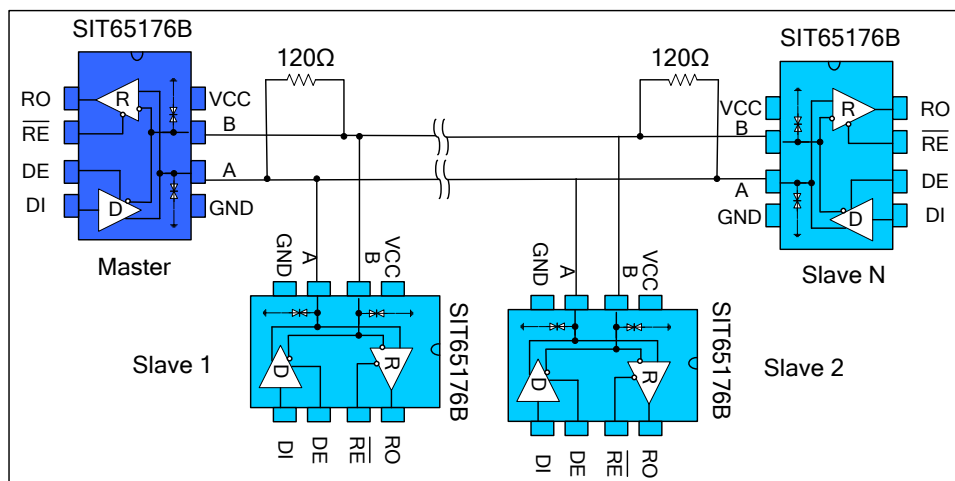 SIT65176B
RO
RE
DE
DI
R
D
VCC
B
A
GND
Master
120Ω
120Ω
SIT65176B
VCC
B
A
GND
R
D
RO
RE
DE
DI
Slave N
Slave 1
GND
A
B
VCC
D
R
DI
DE
RE
RO
SIT65176B
GND
A
B
VCC
D
R
DI
DE
RE
RO
SIT65176B
Slave 2